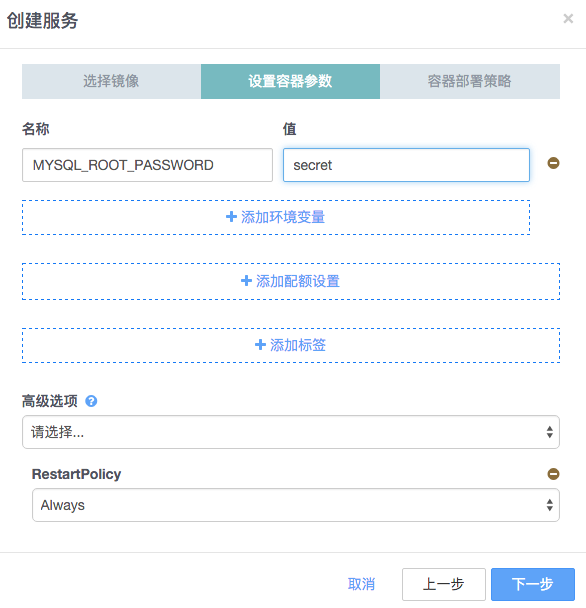 创建服务 ×
选择镜像 设置容器参数 容器部署策略
名称 值
MYSQL_ROOT_PASSWORD secret
+ 添加环境变量
+ 添加配额设置
+ 添加标签
高级选项 ?
请选择...
RestartPolicy
Always
取消 上一步 下一步